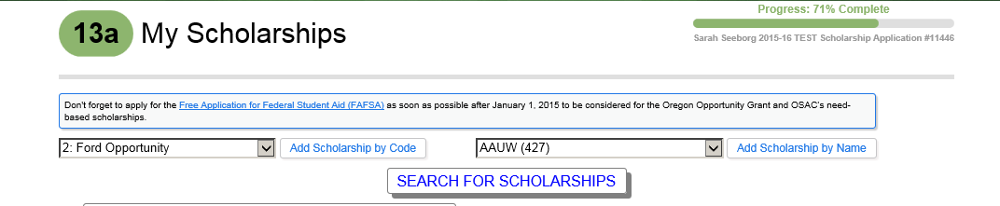 Progress: 71% Complete
13a My Scholarships
Sarah Seeborg 2015-16 TEST Scholarship Application #11446
Don't forget to apply for the Free Application for Federal Student Aid (FAFSA) as soon as possible after January 1, 2015 to be considered for the Oregon Opportunity Grant and OSAC's need-
based scholarships.
2: Ford Opportunity Add Scholarship by Code AAUW (427) Add Scholarship by Name
SEARCH FOR SCHOLARSHIPS